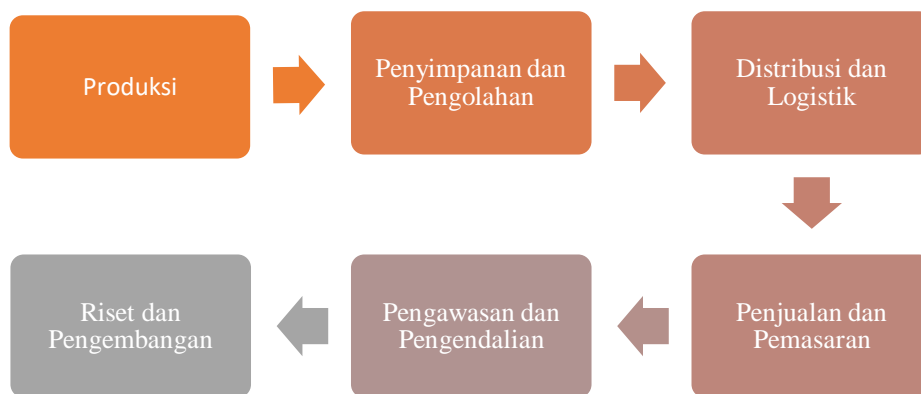 Produksi
Penyimpanan dan
Pengolahan
Distribusi dan
Logistik
Penjualan dan
Pemasaran
Pengawasan dan
Pengendalian
Riset dan
Pengembangan